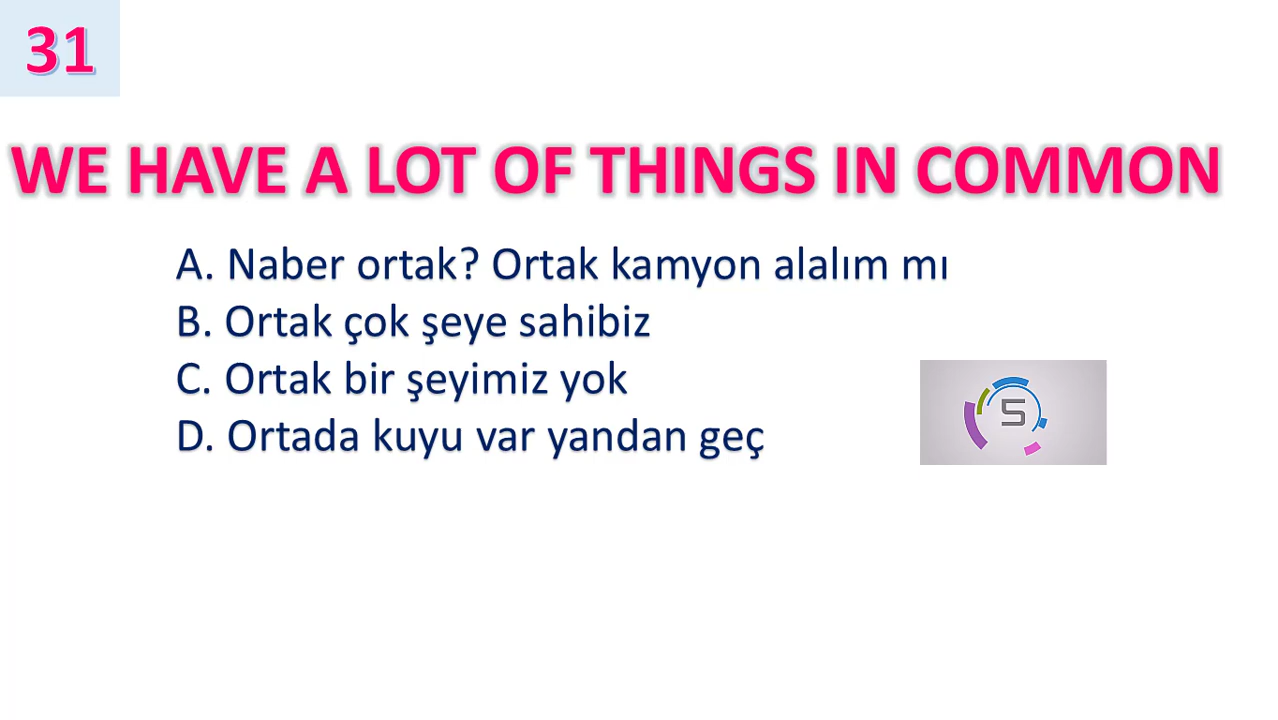 31
WE HAVE A LOT OF THINGS IN COMMON
A. Naber ortak? Ortak kamyon alalım mı
B. Ortak çok şeye sahibiz
C. Ortak bir şeyimiz yok
D. Ortada kuyu var yandan geç
5